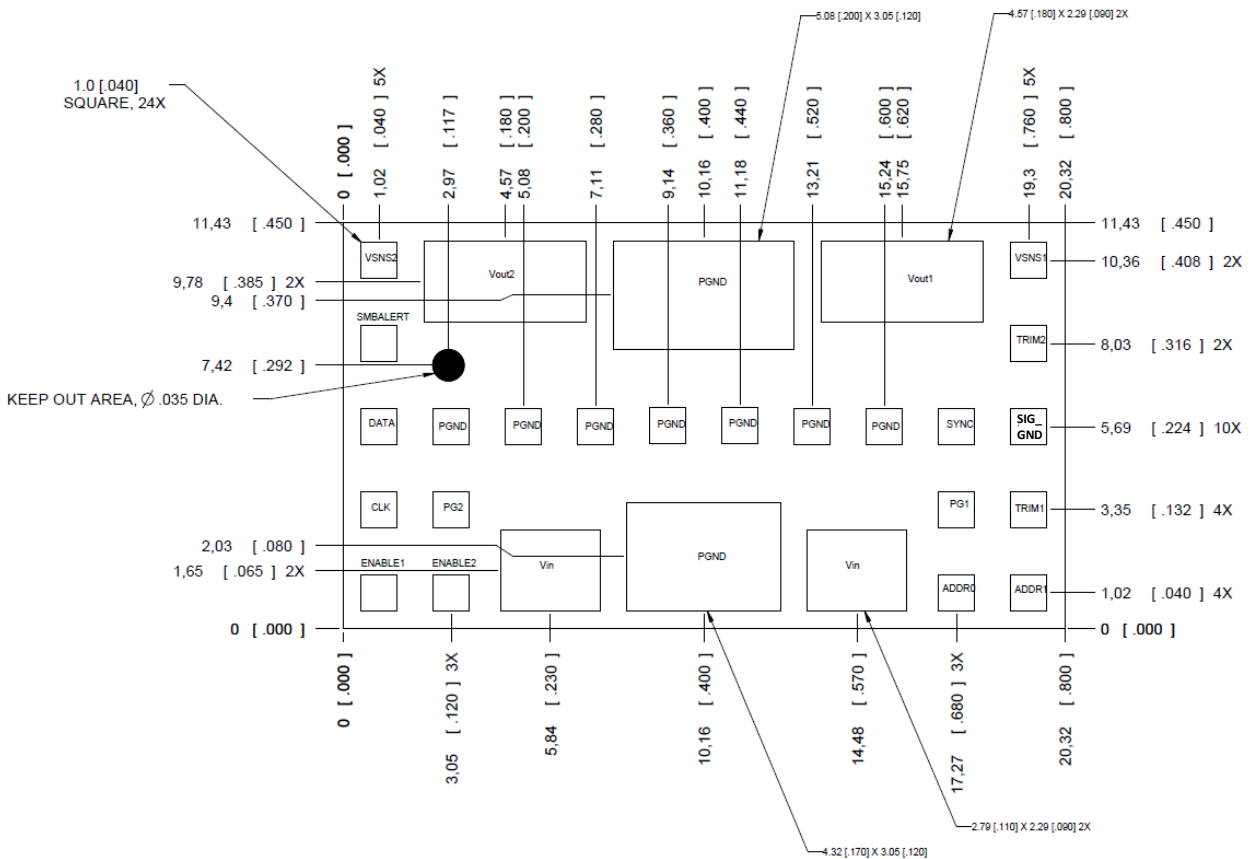 5.08 [.200] X 3.05 [.120]
4.57 [.180] X 2.29 [.090] 2X
1.0 [.040]
SQUARE, 24X
0 [ .000 ]
1,02 [ .040 ] 5X
2,97 [ .117 ]
4,57 [ .180 ]
5,08 [ .200 ]
7,11 [ .280 ]
9,14 [ .360 ]
10,16 [ .400 ]
11,18 [ .440 ]
13,21 [ .520 ]
15,24 [ .600 ]
15,75 [ .620 ]
19,3 [ .760 ] 5X
20,32 [ .800 ]
11,43 [ .450 ]
11,43 [ .450 ]
VSNS2
Vout2
PGND
Vout1
VSNS1
10,36 [ .408 ] 2X
9,78 [ .385 ] 2X
9,4 [ .370 ]
SMBALERT
TRIM2
8,03 [ .316 ] 2X
7,42 [ .292 ]
KEEP OUT AREA, Ø .035 DIA.
DATA
PGND
PGND
PGND
PGND
PGND
PGND
PGND
SYNC
SIG_
GND
5,69 [ .224 ] 10X
CLK
PG2
PG1
TRIM1
3,35 [ .132 ] 4X
2,03 [ .080 ]
1,65 [ .065 ] 2X
ENABLE1
ENABLE2
Vin
PGND
Vin
ADDR0
ADDR1
1,02 [ .040 ] 4X
0 [ .000 ]
0 [ .000 ]
0 [ .000 ]
3,05 [ .120 ] 3X
5,84 [ .230 ]
10,16 [ .400 ]
14,48 [ .570 ]
17,27 [ .680 ] 3X
20,32 [ .800 ]
2.79 [.110] X 2.29 [.090] 2X
4.32 [.170] X 3.05 [.120]